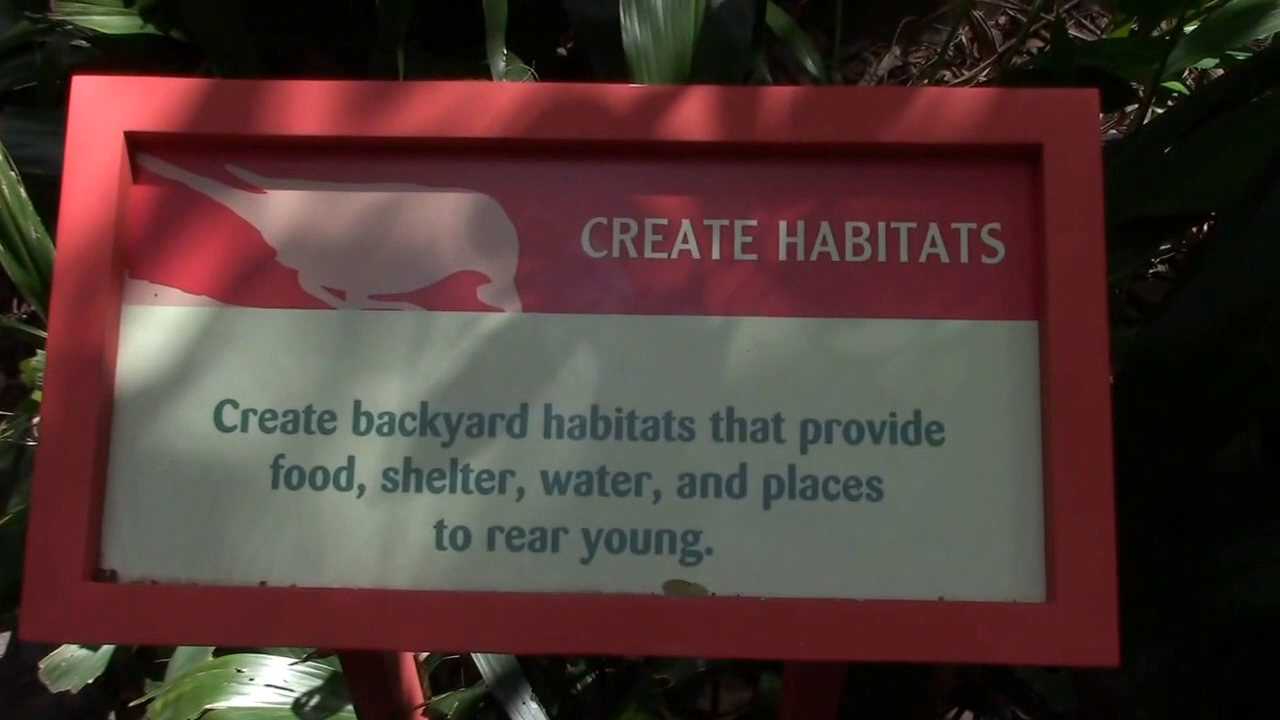 CREATE HABITATS
Create backyard habitats that provide
food, shelter, water, and places
to rear young.